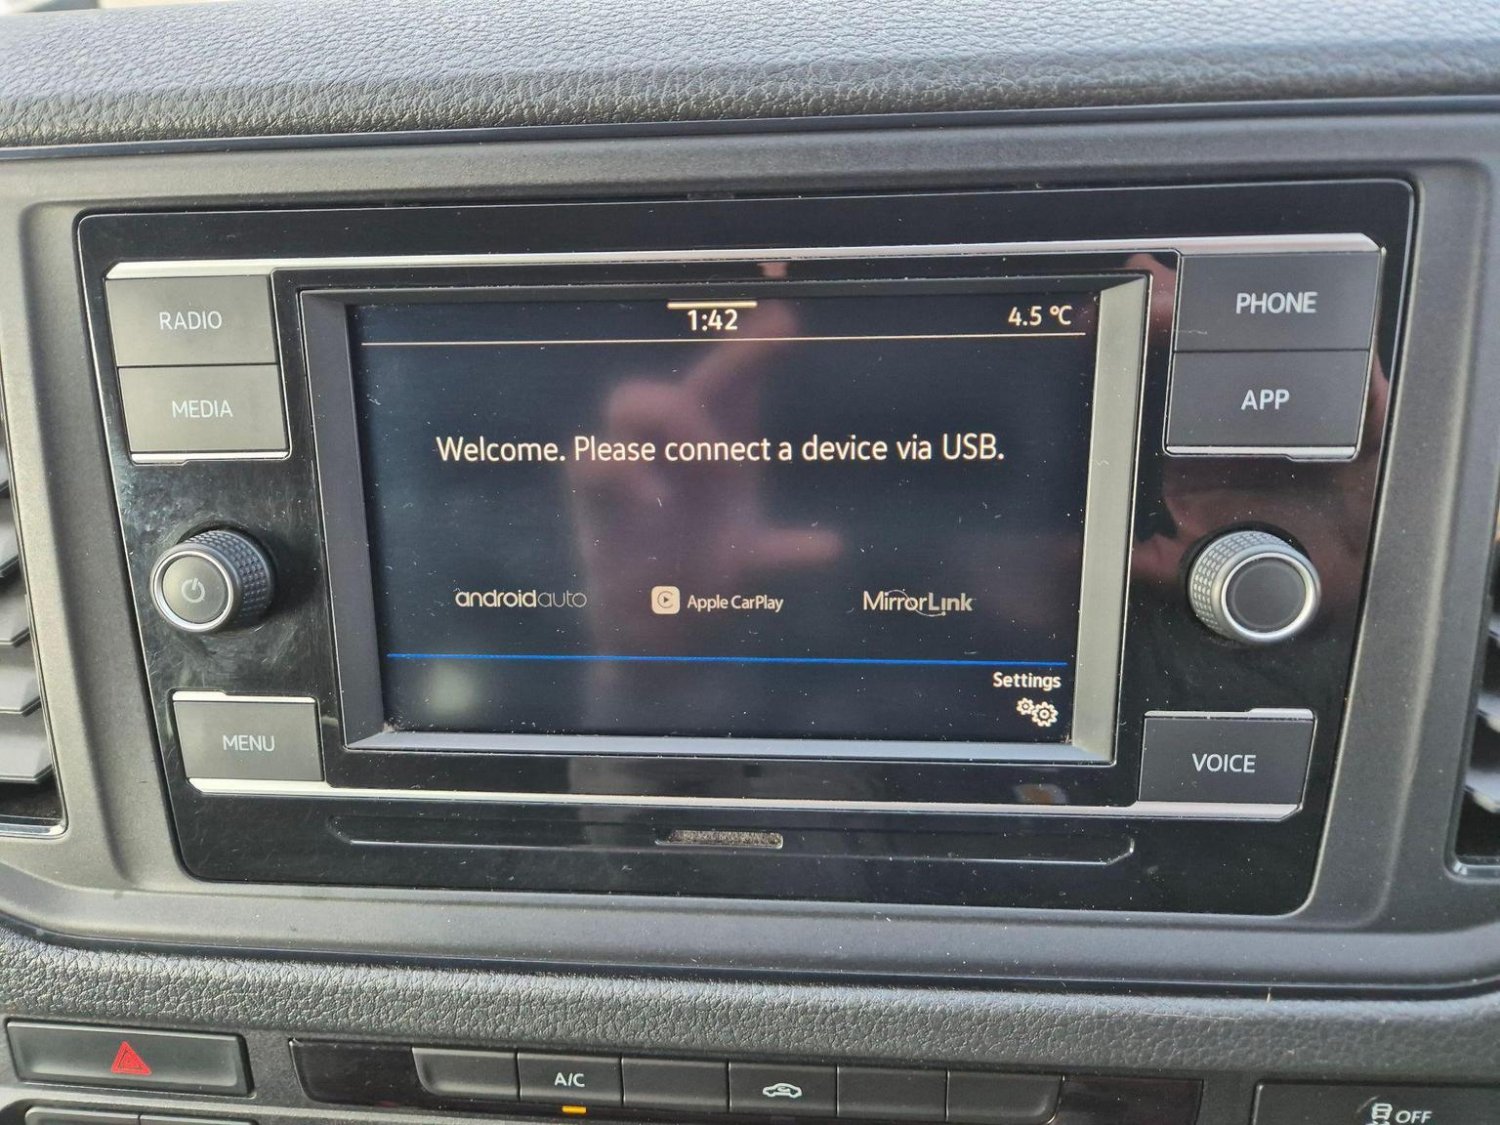 1:42
4.5 °C
RADIO
PHONE
MEDIA
APP
Welcome. Please connect a device via USB.
androidauto
Apple CarPlay
MirrorLink
Settings
MENU
VOICE
A/C
OFF